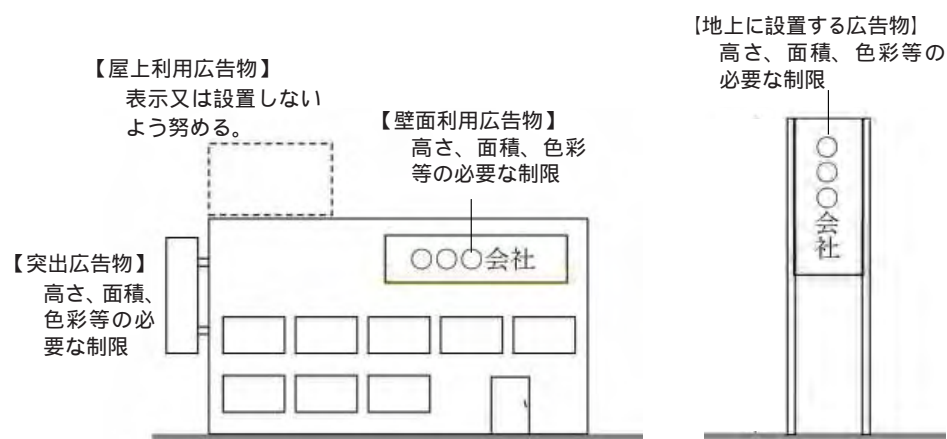 【屋上利用広告物】
表示又は設置しない
よう努める。
【壁面利用広告物】
高さ、面積、色彩
等の必要な制限
○○○会社
【突出広告物】
高さ、面積、
色彩等の必
要な制限
【地上に設置する広告物】
高さ、面積、色彩等の
必要な制限
○○○会社